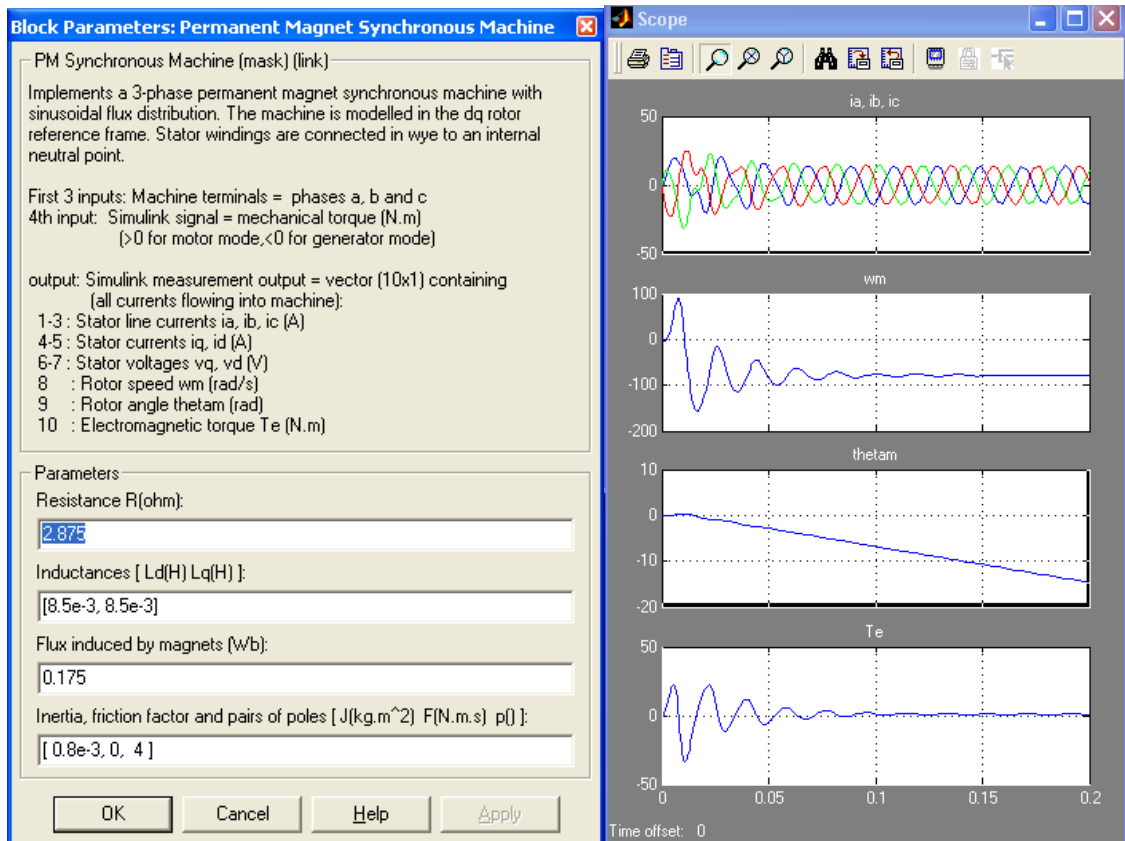 Block Parameters: Permanent Magnet Synchronous Machine
PM Synchronous Machine (mask) (link)
Implements a 3-phase permanent magnet synchronous machine with
sinusoidal flux distribution. The machine is modelled in the dq rotor
reference frame. Stator windings are connected in wye to an internal
neutral point.
First 3 inputs: Machine terminals = phases a, b and c
4th input: Simulink signal = mechanical torque (N.m)
(>0 for motor mode,<0 for generator mode)
output: Simulink measurement output = vector (10x1) containing
(all currents flowing into machine):
1-3 : Stator line currents ia, ib, ic (A)
4-5 : Stator currents iq, id (A)
6-7 : Stator voltages vq, vd (V)
8 : Rotor speed wm (rad/s)
9 : Rotor angle thetam (rad)
10 : Electromagnetic torque Te (N.m)
Parameters
Resistance R(ohm):
2.875
Inductances [ Ld(H) Lq(H) ]:
[8.5e-3, 8.5e-3]
Flux induced by magnets (Wb):
0.175
Inertia, friction factor and pairs of poles [ J(kg.m^2) F(N.m.s) p() ]:
[ 0.8e-3, 0, 4 ]
OK Cancel Help Apply
Scope
ia, ib, ic
50
0
-50
wm
100
0
-100
-200
thetam
10
0
-10
-20
Te
50
0
-50
0 0.05 0.1 0.15 0.2
Time offset: 0